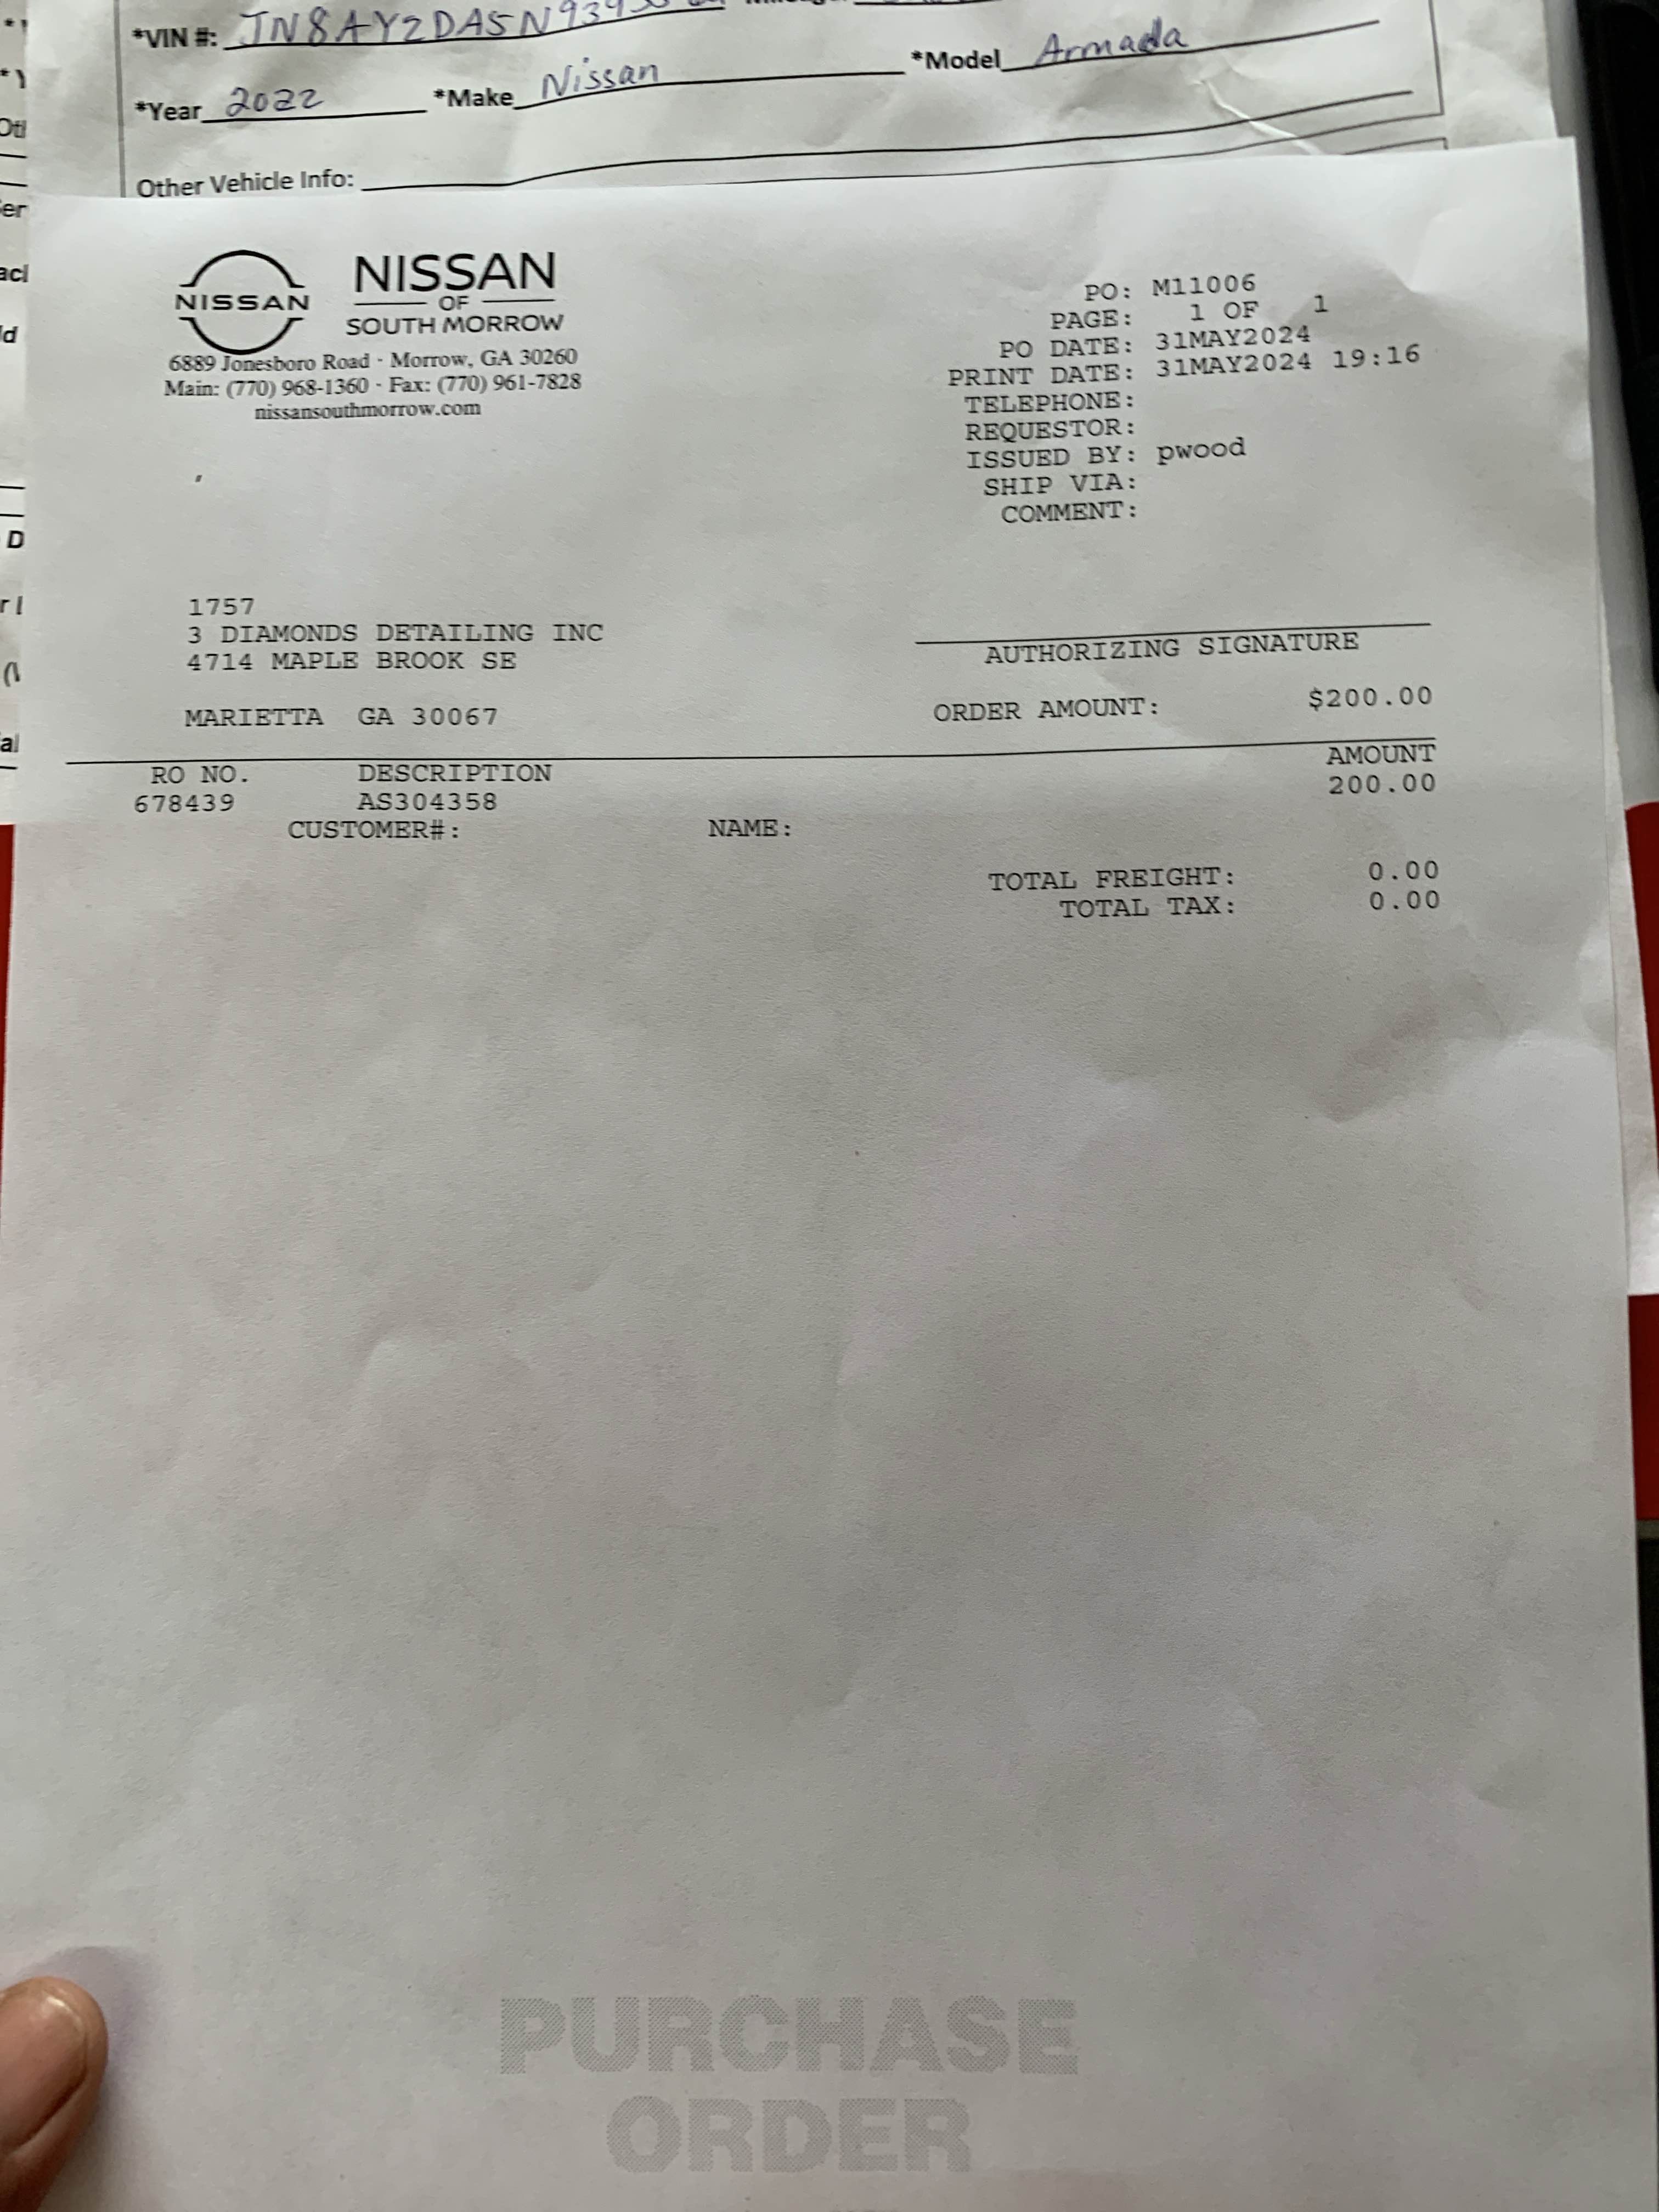 *VIN #: JN8AY2DA5N939
*Year 2022 *Make Nissan *Model Armada
Other Vehicle Info:
NISSAN
NISSAN
OF
SOUTH MORROW
6889 Jonesboro Road · Morrow, GA 30260
Main: (770) 968-1360 · Fax: (770) 961-7828
nissansouthmorrow.com
PO: M11006
PAGE: 1 OF 1
PO DATE: 31MAY2024
PRINT DATE: 31MAY2024 19:16
TELEPHONE:
REQUESTOR:
ISSUED BY: pwood
SHIP VIA:
COMMENT:
,
1757
3 DIAMONDS DETAILING INC
4714 MAPLE BROOK SE
MARIETTA GA 30067
AUTHORIZING SIGNATURE
ORDER AMOUNT: $200.00
RO NO. DESCRIPTION AMOUNT
678439 AS304358 200.00
CUSTOMER#: NAME:
TOTAL FREIGHT: 0.00
TOTAL TAX: 0.00
PURCHASE
ORDER